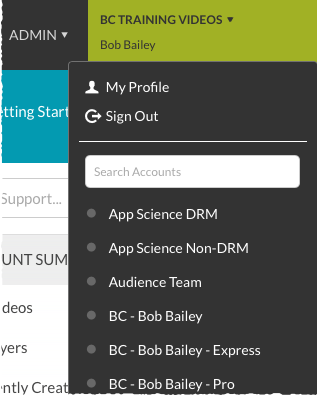 ADMIN ▾
BC TRAINING VIDEOS ▾
Bob Bailey
My Profile
Sign Out
etting Start
Search Accounts
Support...
App Science DRM
App Science Non-DRM
UNT SUM
Audience Team
deos
BC - Bob Bailey
yers
BC - Bob Bailey - Express
ntly Creat
BC - Bob Bailey - Pro